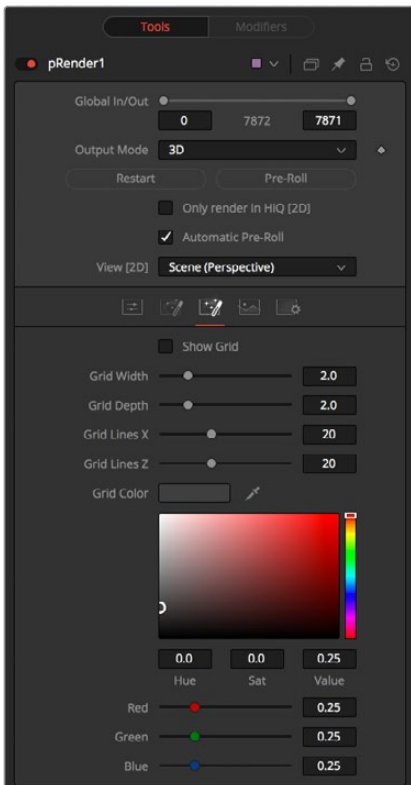 Tools Modifiers
pRender1
Global In/Out
0 7872 7871
Output Mode 3D
Restart Pre-Roll
Only render in HiQ [2D]
Automatic Pre-Roll
View [2D] Scene (Perspective)
Show Grid
Grid Width 2.0
Grid Depth 2.0
Grid Lines X 20
Grid Lines Z 20
Grid Color
0.0 0.0 0.25
Hue Sat Value
Red 0.25
Green 0.25
Blue 0.25